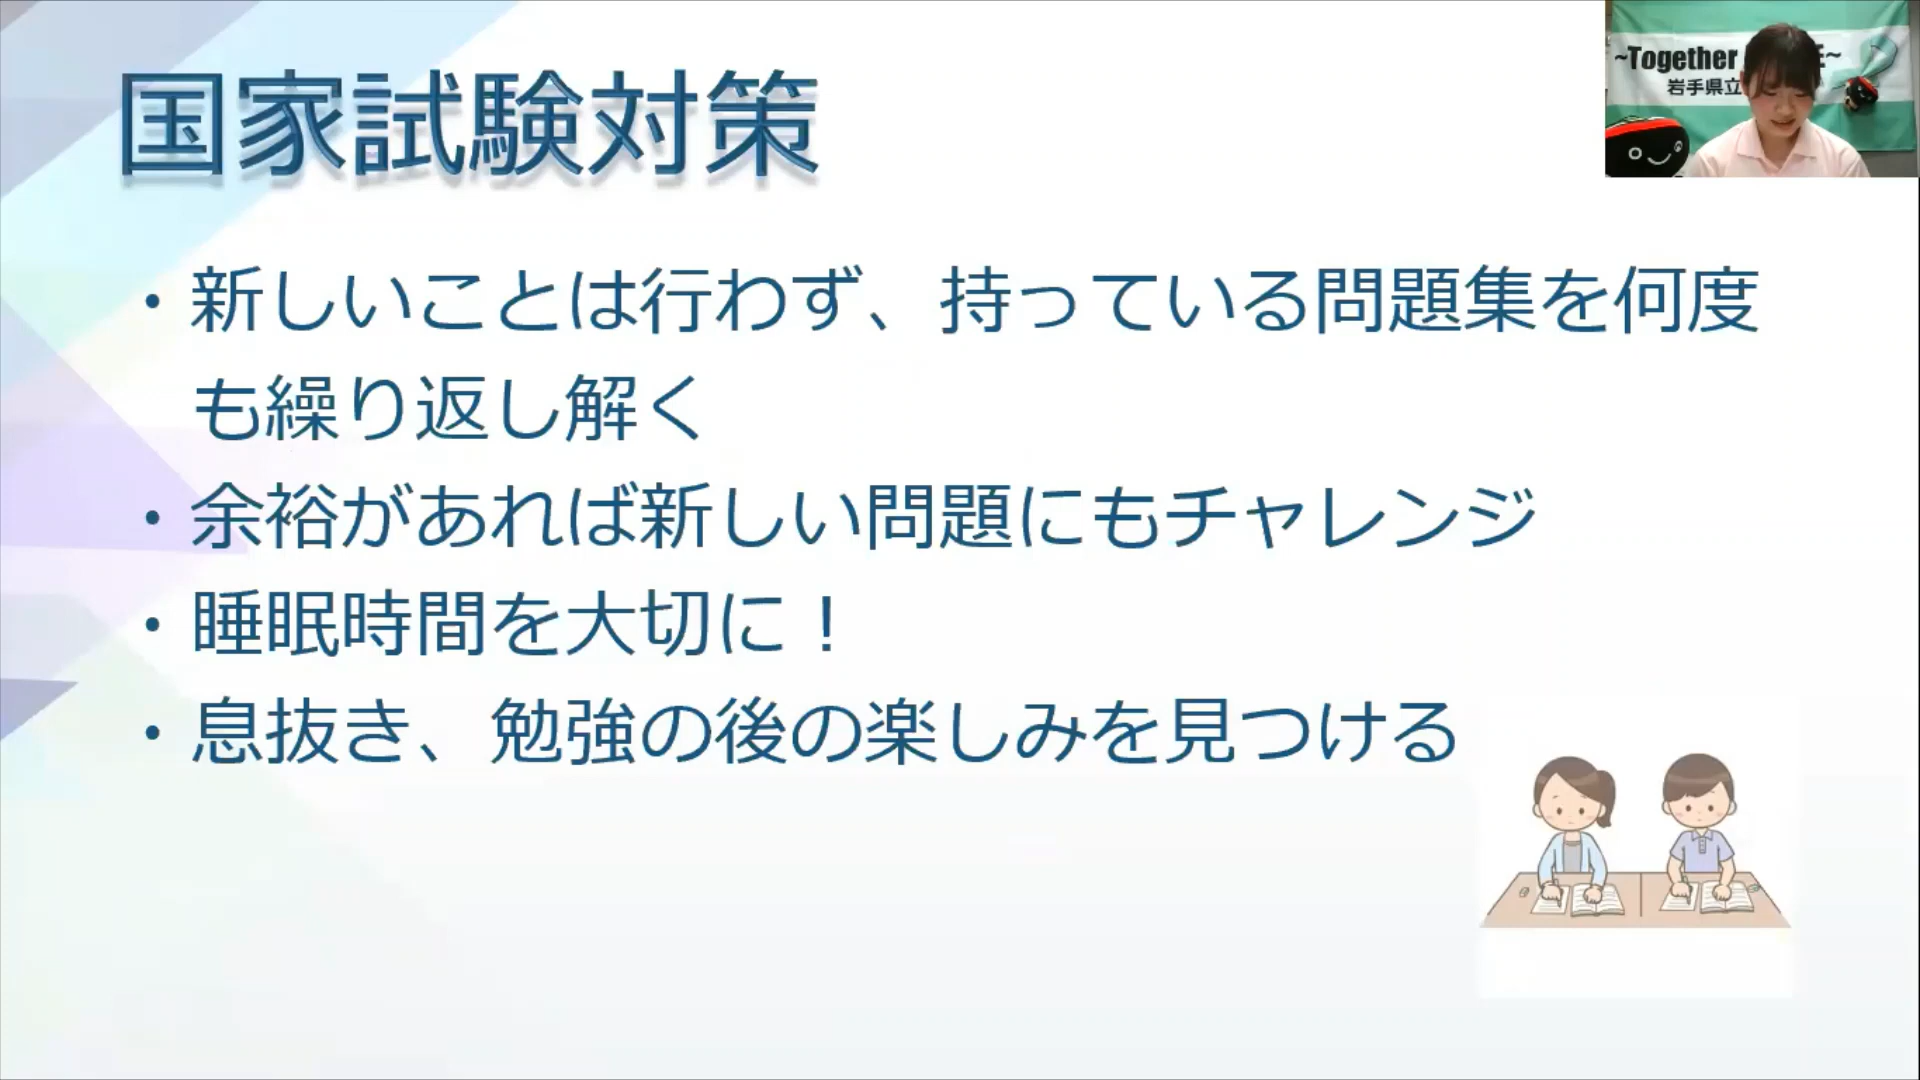 国家試験対策
~Together
岩手県立
・新しいことは行わず、持っている問題集を何度
も繰り返し解く
・余裕があれば新しい問題にもチャレンジ
・睡眠時間を大切に！
・息抜き、勉強の後の楽しみを見つける